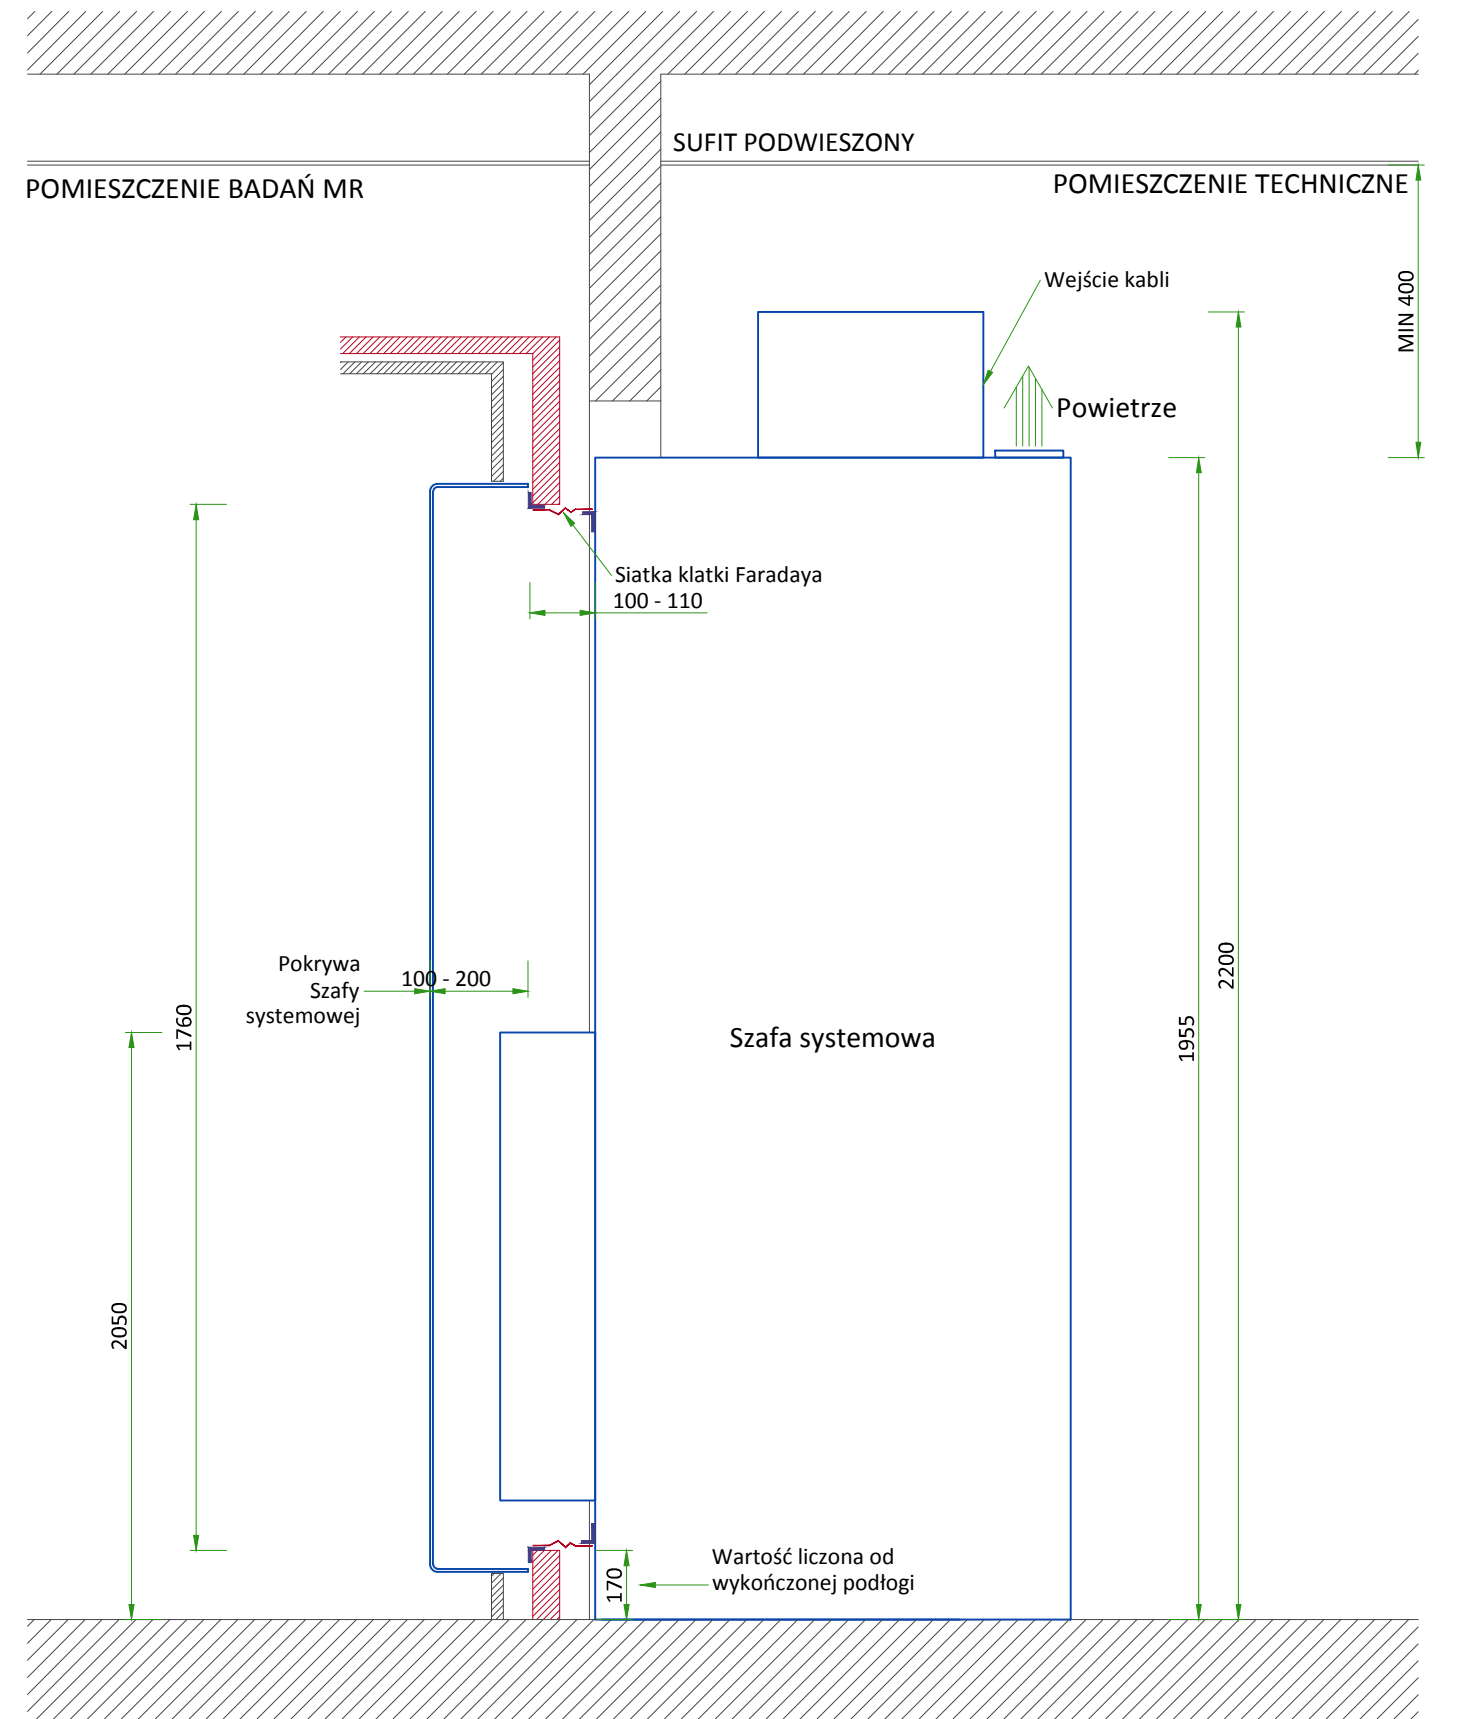 SUFIT PODWIESZONY
POMIESZCZENIE BADAŃ MR
POMIESZCZENIE TECHNICZNE
Wejście kabli
MIN 400
Powietrze
Siatka klatki Faradaya
100 - 110
Pokrywa
Szafy
systemowej
100 - 200
2200
1760
1955
Szafa systemowa
2050
Wartość liczona od
wykończonej podłogi
170